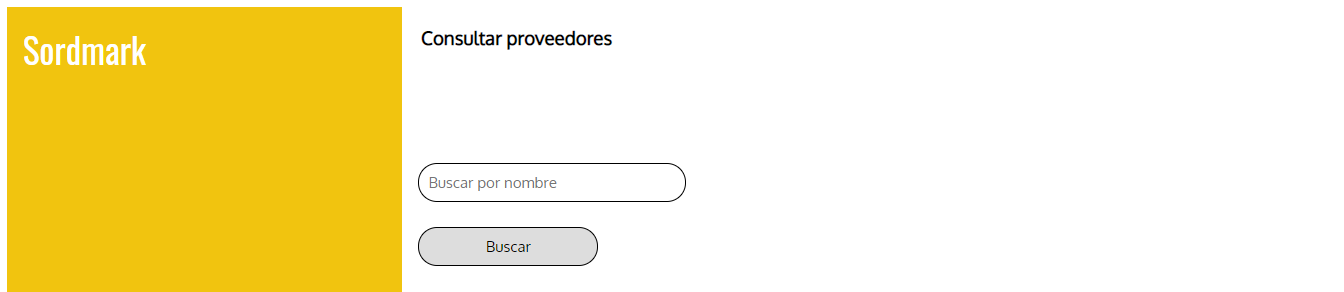 Sordmark
Consultar proveedores
Buscar por nombre
Buscar